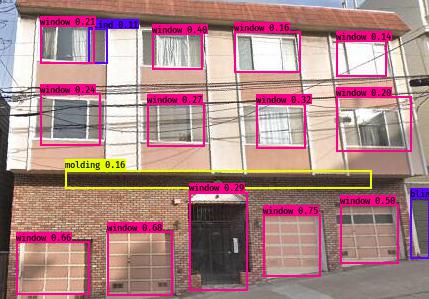 window 0.21
ind 0.11
window 0.40
window 0.16
window 0.14
window 0.24
window 0.27
window 0.32
window 0.20
molding 0.16
window 0.29
window 0.75
window 0.50
window 0.66
window 0.68
blin